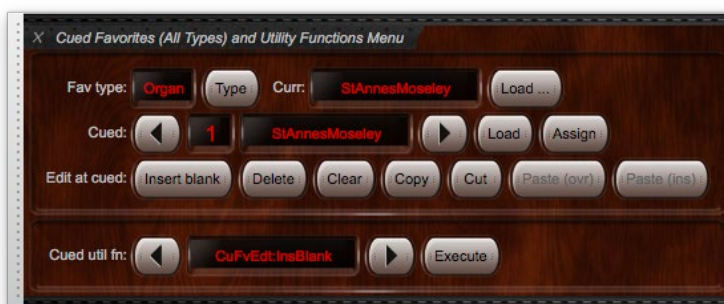 X Cued Favorites (All Types) and Utility Functions Menu
Fav type: Organ Type Curr: StAnnesMoseley Load ...
Cued: 1 StAnnesMoseley Load Assign
Edit at cued: Insert blank Delete Clear Copy Cut Paste (ovr) Paste (ins)
Cued util fn: CuFvEdt:InsBlank Execute